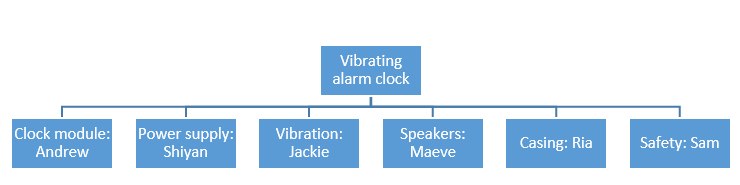 Vibrating
alarm clock
Clock module:
Andrew
Power supply:
Shiyan
Vibration:
Jackie
Speakers:
Maeve
Casing: Ria
Safety: Sam